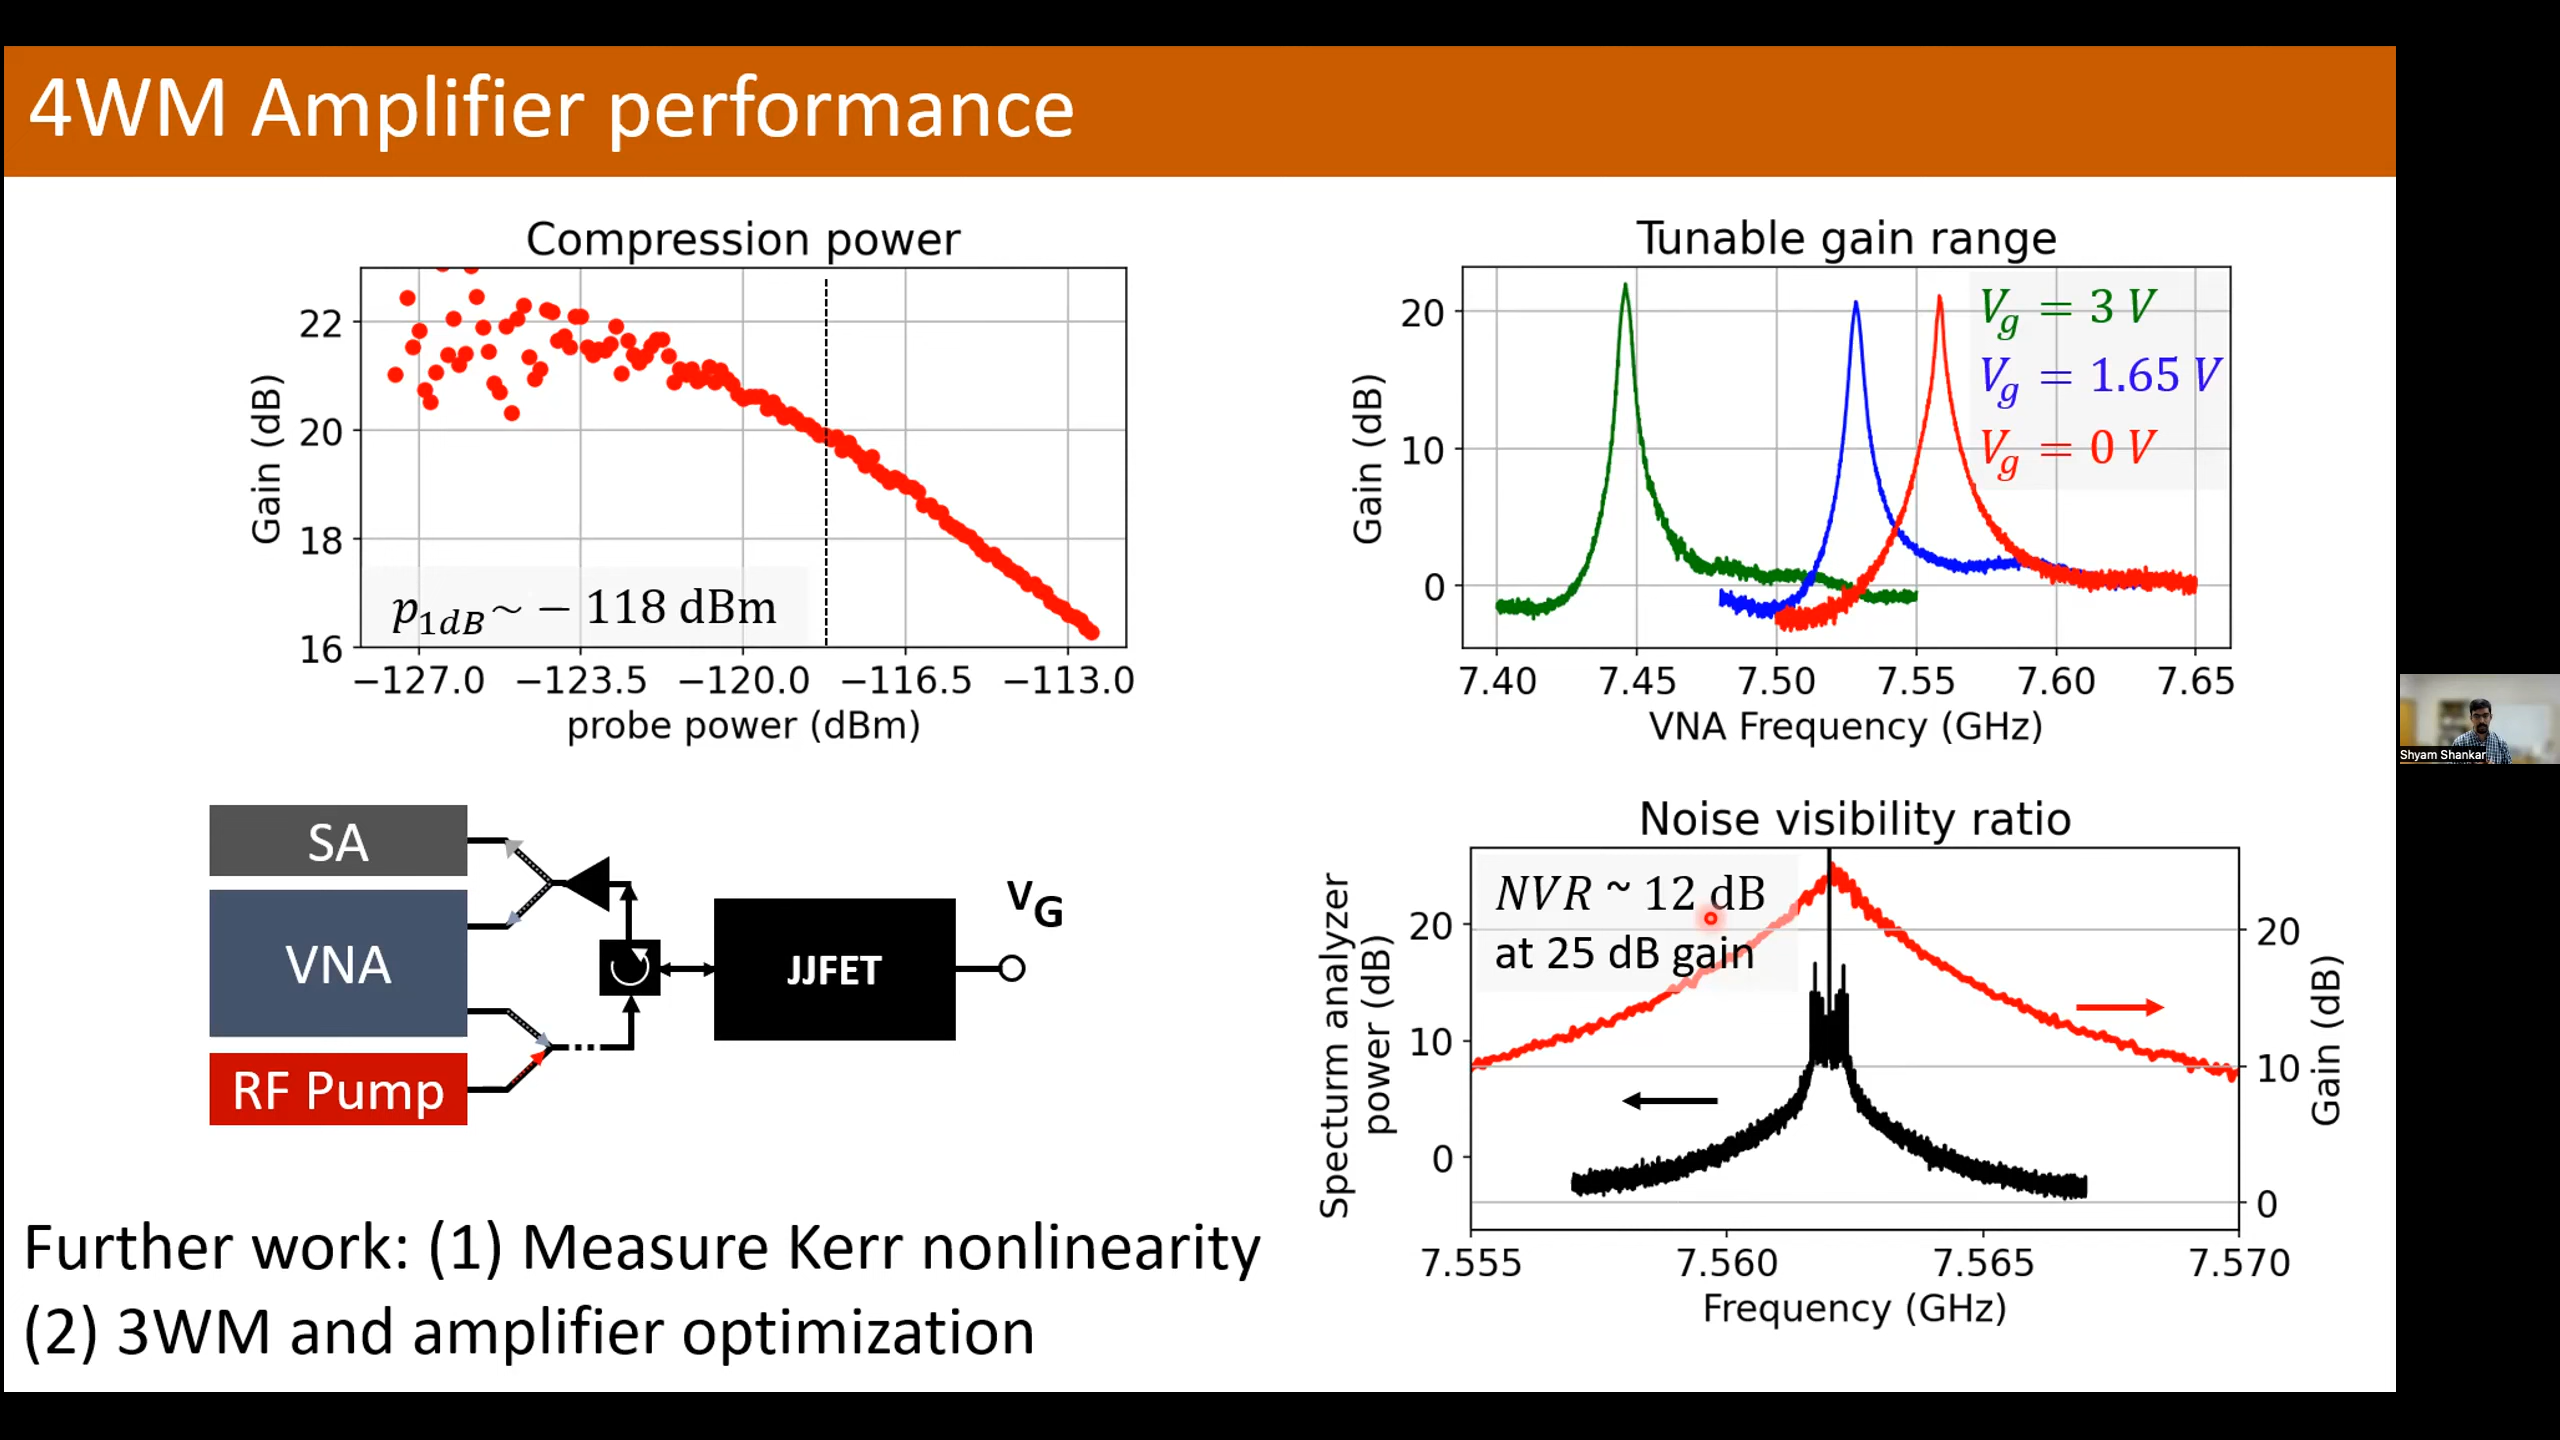 4WM Amplifier performance
Compression power
Gain (dB)
22
20
18
16
p1dB~ − 118 dBm
−127.0 −123.5 −120.0 −116.5 −113.0
probe power (dBm)
Tunable gain range
Gain (dB)
20
10
0
Vg = 3 V
Vg = 1.65 V
Vg = 0 V
7.40 7.45 7.50 7.55 7.60 7.65
VNA Frequency (GHz)
Shyam Shankar
SA
VNA
RF Pump
JJFET
VG
Noise visibility ratio
Specturm analyzer
power (dB)
20
10
0
NVR ~ 12 dB
at 25 dB gain
20
10
0
Gain (dB)
7.555 7.560 7.565 7.570
Frequency (GHz)
Further work: (1) Measure Kerr nonlinearity
(2) 3WM and amplifier optimization